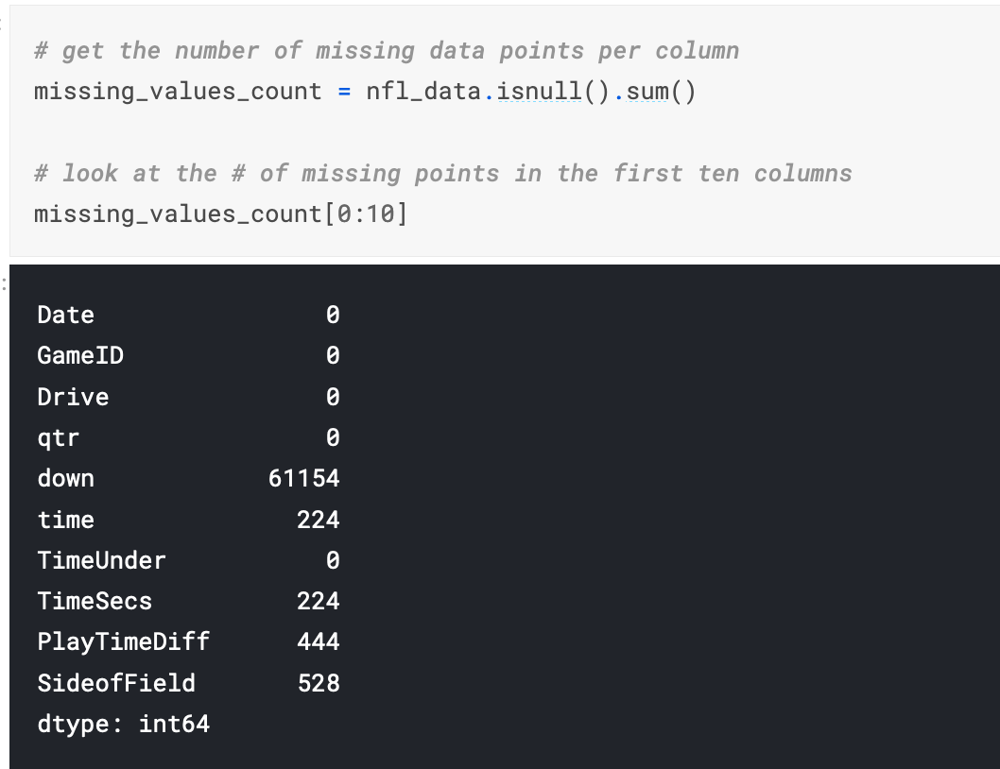 # get the number of missing data points per column
missing_values_count = nfl_data.isnull().sum()
# look at the # of missing points in the first ten columns
missing_values_count[0:10]
Date 0
GameID 0
Drive 0
qtr 0
down 61154
time 224
TimeUnder 0
TimeSecs 224
PlayTimeDiff 444
SideofField 528
dtype: int64